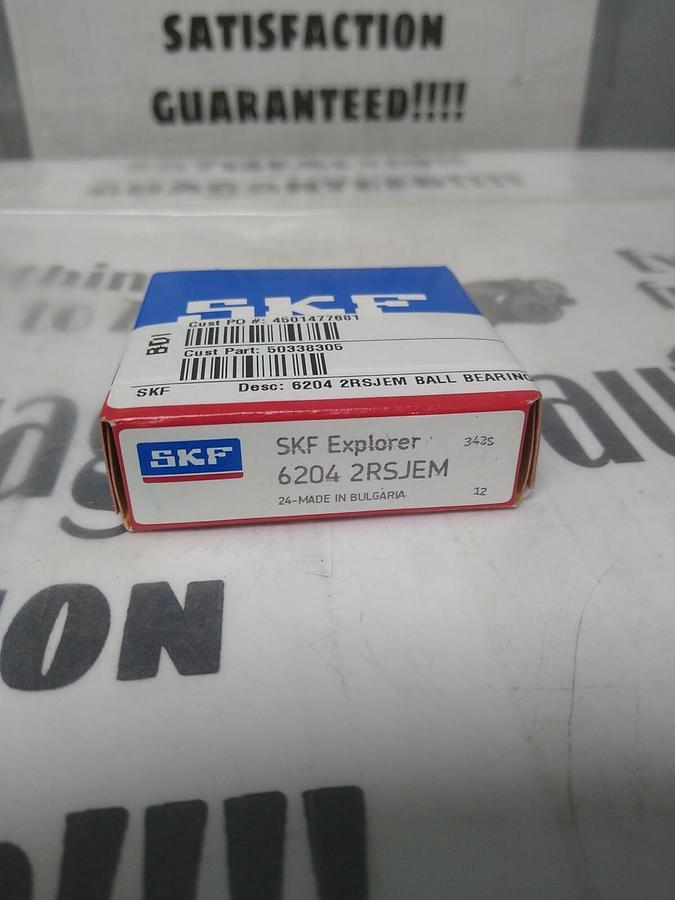 SATISFACTION
GUARANTEED!!!!
SKF
Cust PO #: 4501477681
BDI
Cust Part: 50338305
SKF Desc: 6204 2RSJEM BALL BEARING
SKF
SKF Explorer 343S
6204 2RSJEM
24-MADE IN BULGARIA 12
ON
!!!!